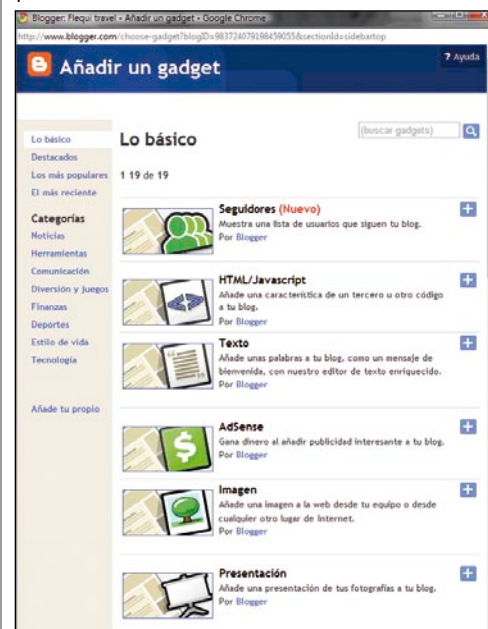 Blogger: Flequi travel - Añadir un gadget - Google Chrome
http://www.blogger.com/choose-gadget?blogID=983724079198459055&sectionId=sidebartop
Añadir un gadget
? Ayuda
Lo básico
Destacados
Los más populares
El más reciente
Categorías
Noticias
Herramientas
Comunicación
Diversión y juegos
Finanzas
Deportes
Estilo de vida
Tecnología
Añade tu propio
Lo básico
(buscar gadgets)
1 19 de 19
Seguidores (Nuevo)
Muestra una lista de usuarios que siguen tu blog.
Por Blogger
HTML/Javascript
Añade una característica de un tercero u otro código
a tu blog.
Por Blogger
Texto
Añade unas palabras a tu blog, como un mensaje de
bienvenida, con nuestro editor de texto enriquecido.
Por Blogger
AdSense
Gana dinero al añadir publicidad interesante a tu blog.
Por Blogger
Imagen
Añade una imagen a la web desde tu equipo o desde
cualquier otro lugar de Internet.
Por Blogger
Presentación
Añade una presentación de tus fotografías a tu blog.
Por Blogger